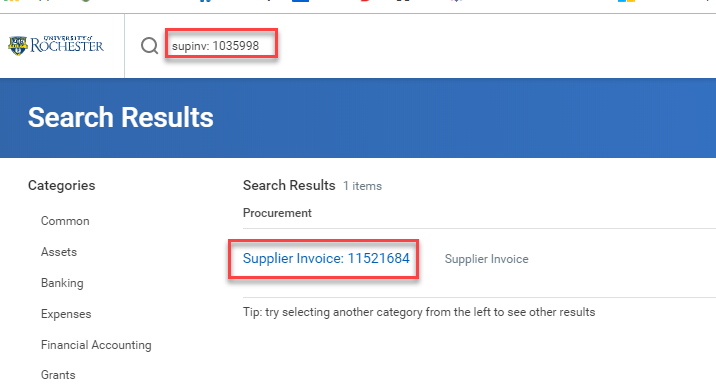 UNIVERSITY of
ROCHESTER
supinv: 1035998
Search Results
Categories
Common
Assets
Banking
Expenses
Financial Accounting
Grants
Search Results 1 items
Procurement
Supplier Invoice: 11521684 Supplier Invoice
Tip: try selecting another category from the left to see other results